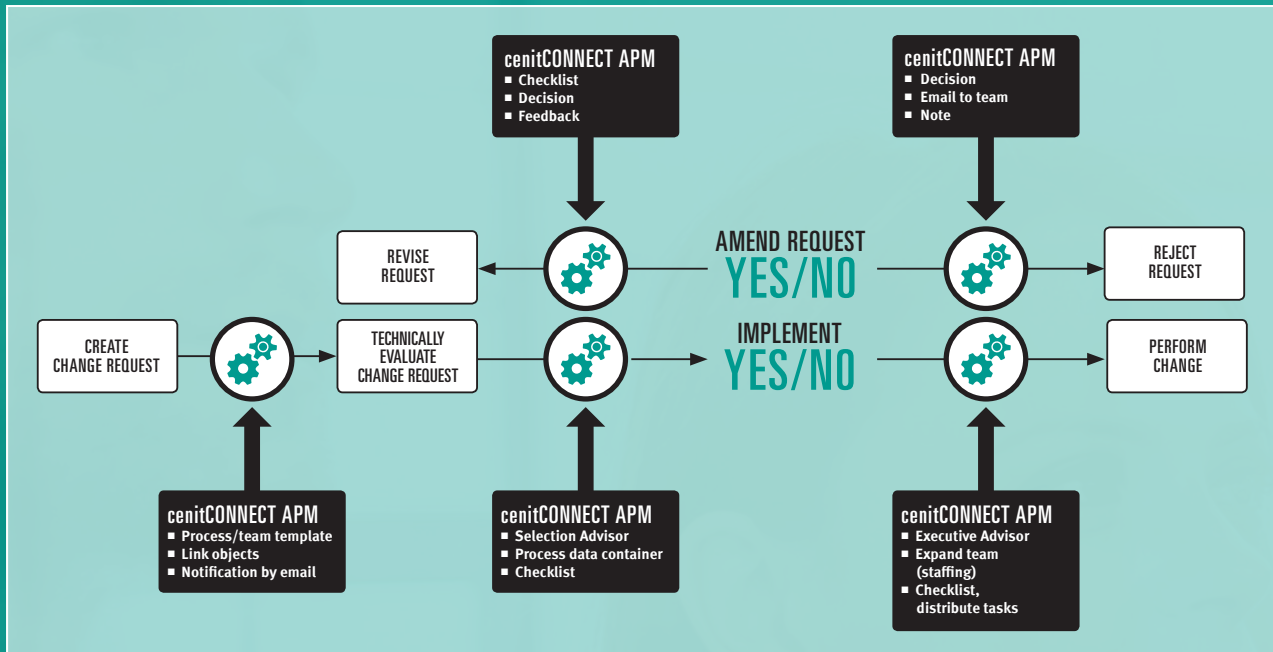 cenitCONNECT APM
■ Checklist
■ Decision
■ Feedback
cenitCONNECT APM
■ Decision
■ Email to team
■ Note
REVISE
REQUEST
AMEND REQUEST
YES/NO
REJECT
REQUEST
CREATE
CHANGE REQUEST
TECHNICALLY
EVALUATE
CHANGE REQUEST
IMPLEMENT
YES/NO
PERFORM
CHANGE
cenitCONNECT APM
■ Process/team template
■ Link objects
■ Notification by email
cenitCONNECT APM
■ Selection Advisor
■ Process data container
■ Checklist
cenitCONNECT APM
■ Executive Advisor
■ Expand team
(staffing)
■ Checklist,
distribute tasks